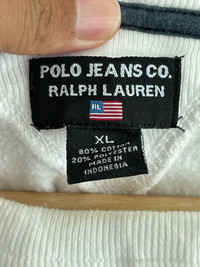 POLO JEANS CO.
RALPH LAUREN
RL
XL
80% COTTON
20% POLYESTER
MADE IN
INDONESIA